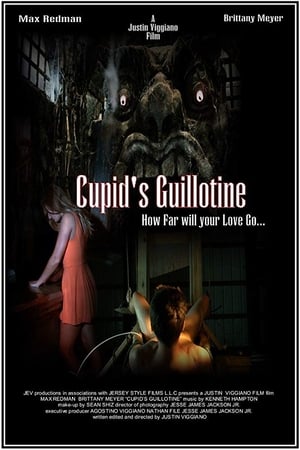 Max Redman
A
Justin Viggiano
Film
Brittany Meyer
Cupid's Guillotine
How Far will your Love Go...
JEV productions in associations with JERSEY STYLE FILMS L.L.C presents a JUSTIN VIGGIANO FILM film
MAX REDMAN BRITTANY MEYER "CUPID'S GUILLOTINE" music by KENNETH HAMPTON
make-up by SEAN SHIZ director of photography JESSE JAMES JACKSON JR.
executive producer AGOSTINO VIGGIANO NATHAN FILE JESSE JAMES JACKSON JR.
written edited and directed by JUSTIN VIGGIANO